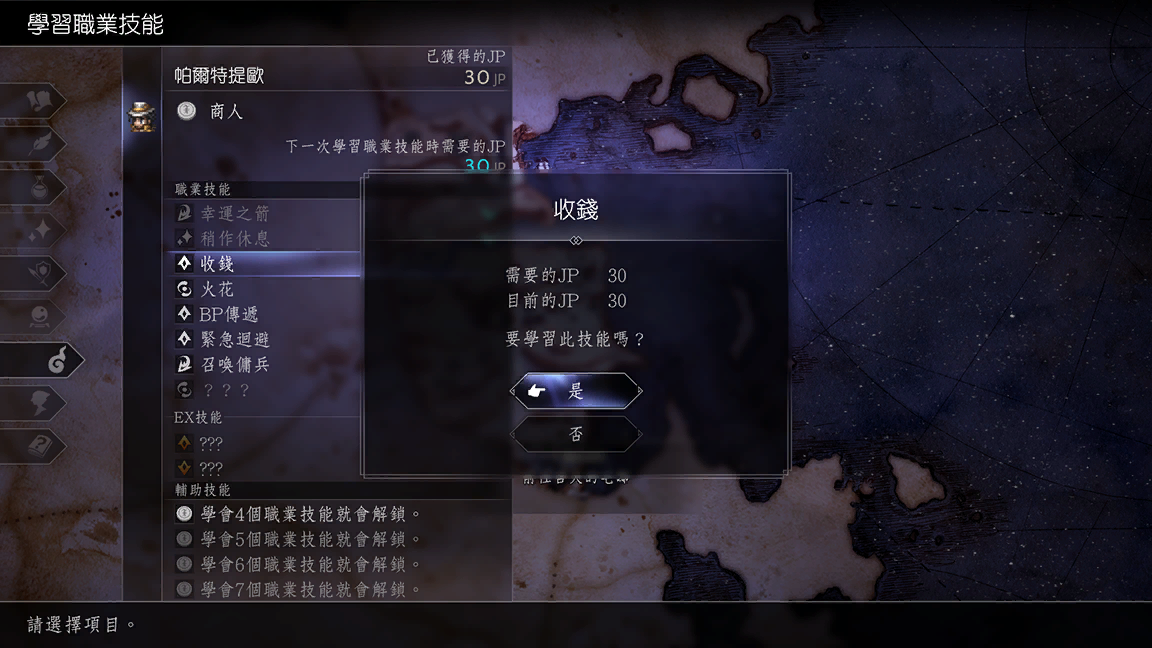 學習職業技能
已獲得的JP
帕爾特提歐
30JP
商人
下一次學習職業技能時需要的JP
30JP
職業技能
幸運之箭
稍作休息
收錢
火花
BP傳遞
緊急迴避
召喚傭兵
???
EX技能
???
???
輔助技能
學會4個職業技能就會解鎖。
學會5個職業技能就會解鎖。
學會6個職業技能就會解鎖。
學會7個職業技能就會解鎖。
收錢
需要的JP 30
目前的JP 30
要學習此技能嗎？
是
否
請選擇項目。